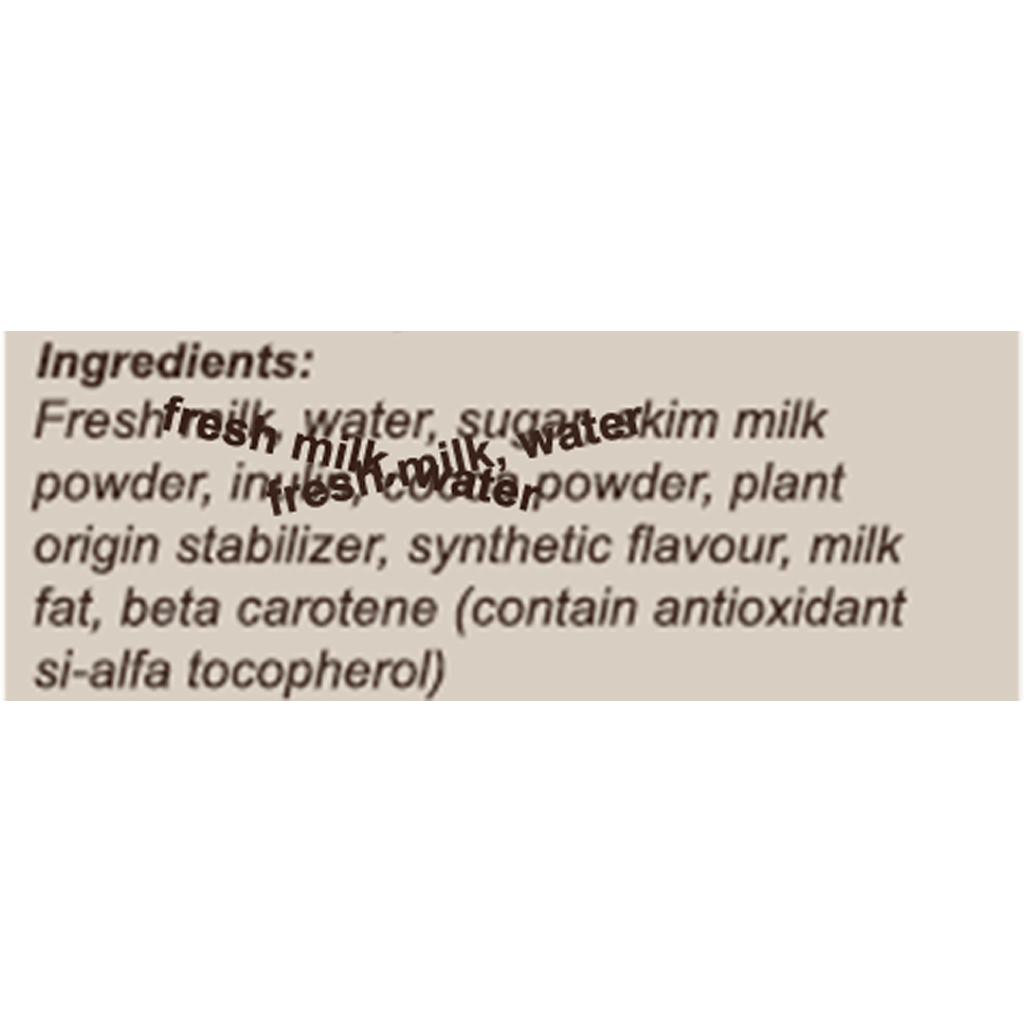 Ingredients:
Fresh milk, water, sugar, skim milk
powder, inulin, cocoa powder, plant
origin stabilizer, synthetic flavour, milk
fat, beta carotene (contain antioxidant
si-alfa tocopherol)
fresh milk, water
fresh milk, water